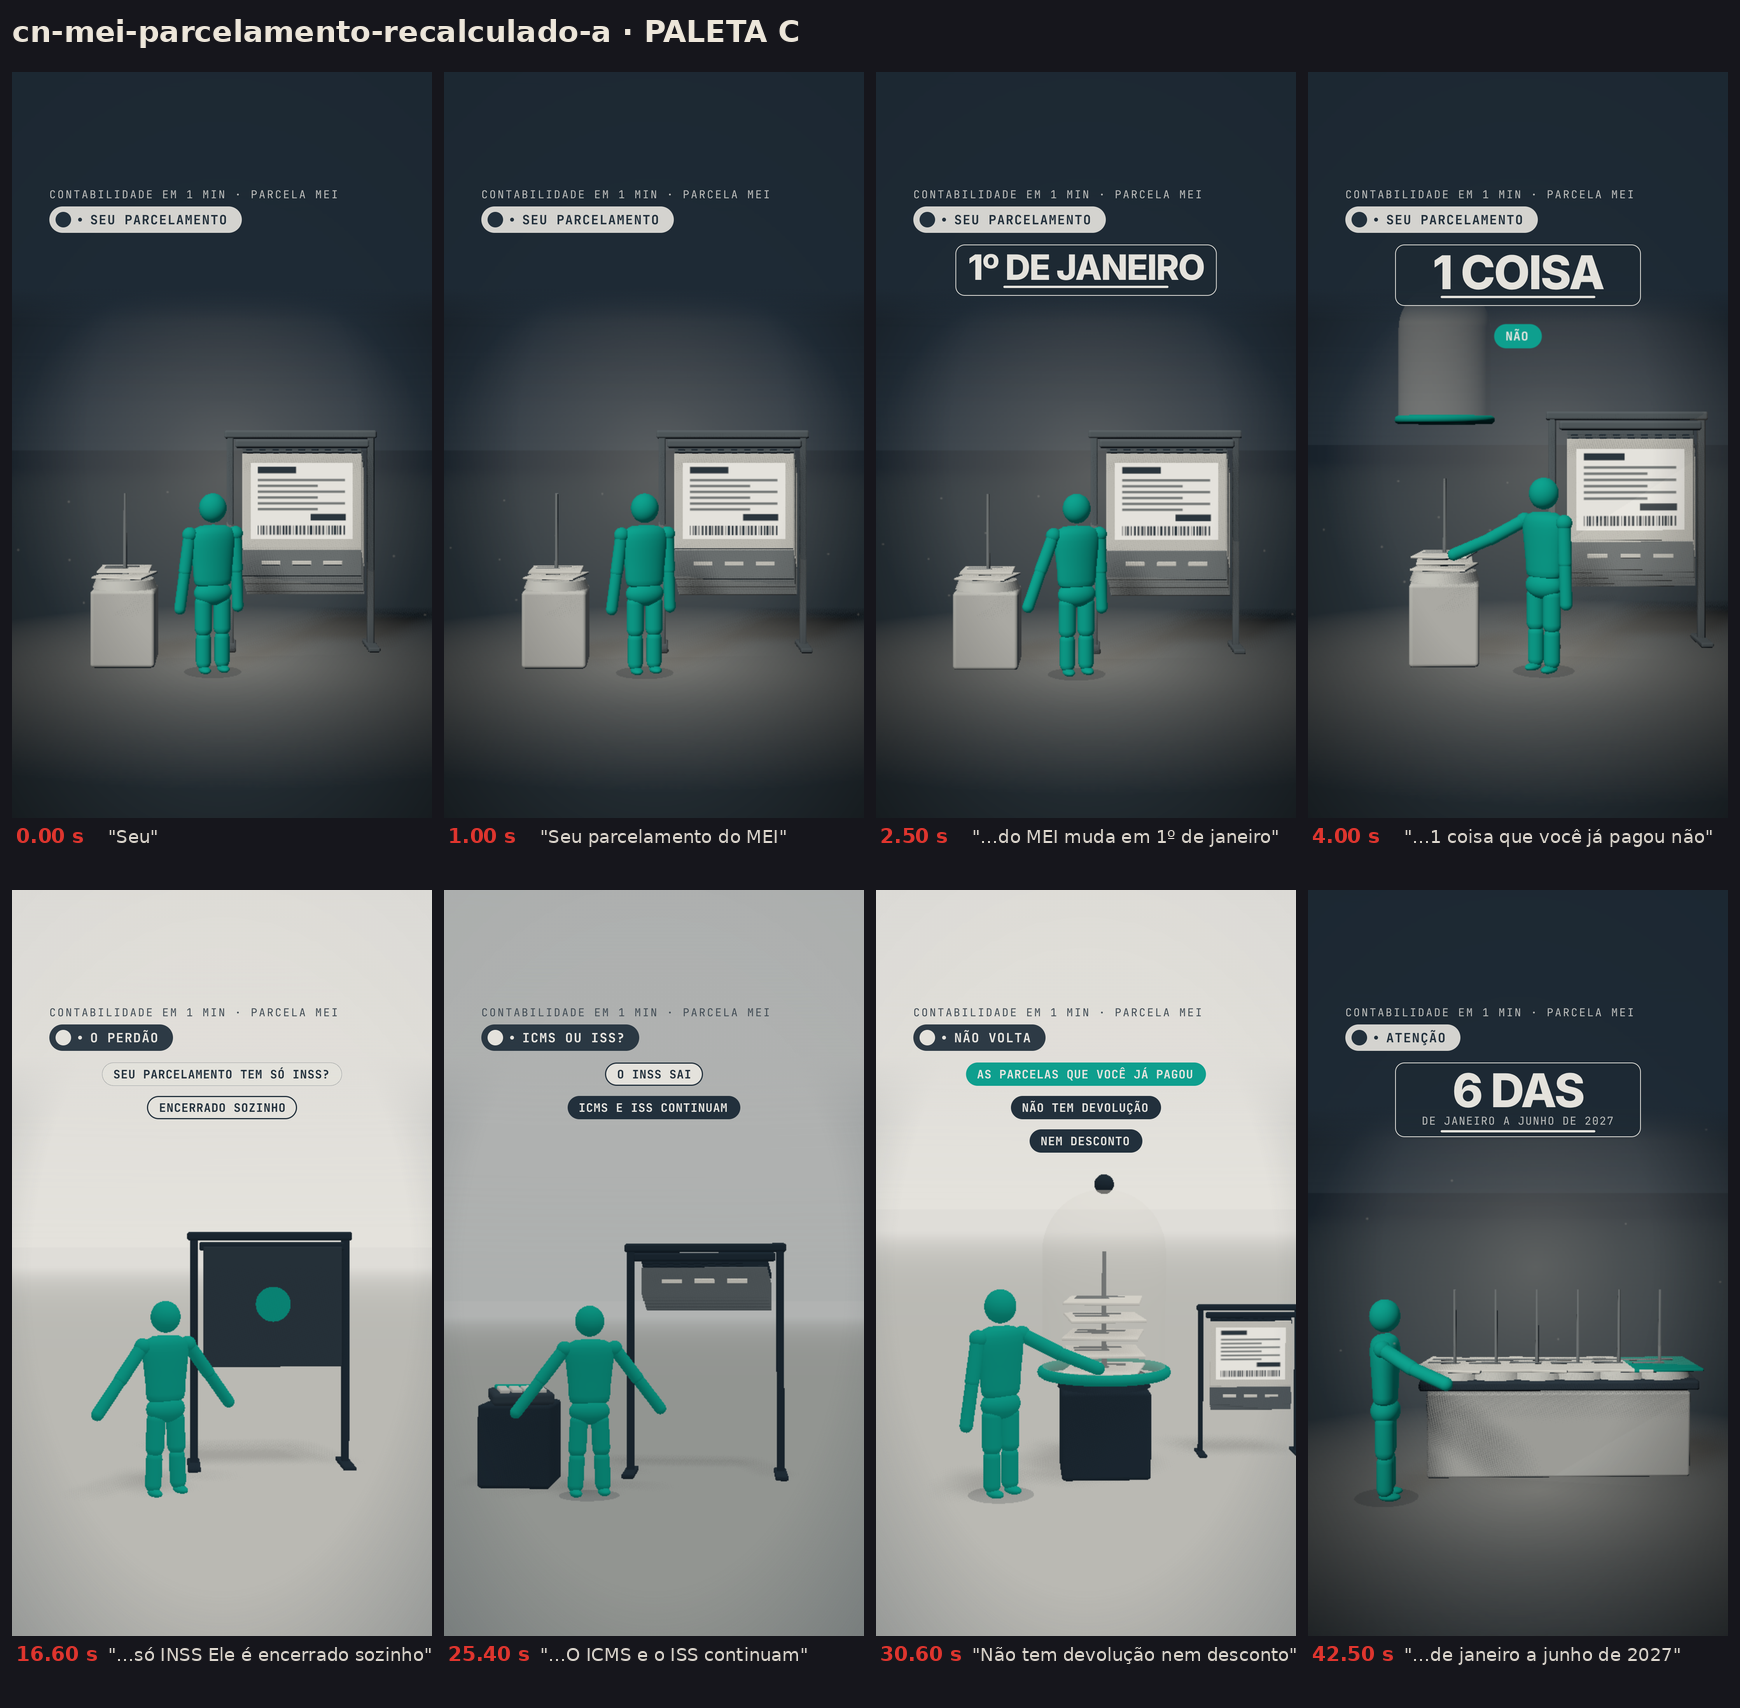 cn-mei-parcelamento-recalculado-a · PALETA C
CONTABILIDADE EM 1 MIN · PARCELA MEI
• SEU PARCELAMENTO
0.00 s "Seu"
CONTABILIDADE EM 1 MIN · PARCELA MEI
• SEU PARCELAMENTO
1.00 s "Seu parcelamento do MEI"
CONTABILIDADE EM 1 MIN · PARCELA MEI
• SEU PARCELAMENTO
1º DE JANEIRO
2.50 s "...do MEI muda em 1º de janeiro"
CONTABILIDADE EM 1 MIN · PARCELA MEI
• SEU PARCELAMENTO
1 COISA
NÃO
4.00 s "...1 coisa que você já pagou não"
CONTABILIDADE EM 1 MIN · PARCELA MEI
• O PERDÃO
SEU PARCELAMENTO TEM SÓ INSS?
ENCERRADO SOZINHO
16.60 s "...só INSS Ele é encerrado sozinho"
CONTABILIDADE EM 1 MIN · PARCELA MEI
• ICMS OU ISS?
O INSS SAI
ICMS E ISS CONTINUAM
25.40 s "...O ICMS e o ISS continuam"
CONTABILIDADE EM 1 MIN · PARCELA MEI
• NÃO VOLTA
AS PARCELAS QUE VOCÊ JÁ PAGOU
NÃO TEM DEVOLUÇÃO
NEM DESCONTO
30.60 s "Não tem devolução nem desconto"
CONTABILIDADE EM 1 MIN · PARCELA MEI
• ATENÇÃO
6 DAS
DE JANEIRO A JUNHO DE 2027
42.50 s "...de janeiro a junho de 2027"